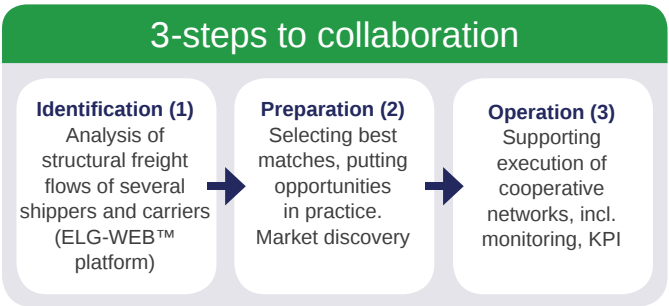 3-steps to collaboration
Identification (1)
Analysis of
structural freight
flows of several
shippers and carriers
(ELG-WEB™
platform)
Preparation (2)
Selecting best
matches, putting
opportunities
in practice.
Market discovery
Operation (3)
Supporting
execution of
cooperative
networks, incl.
monitoring, KPI